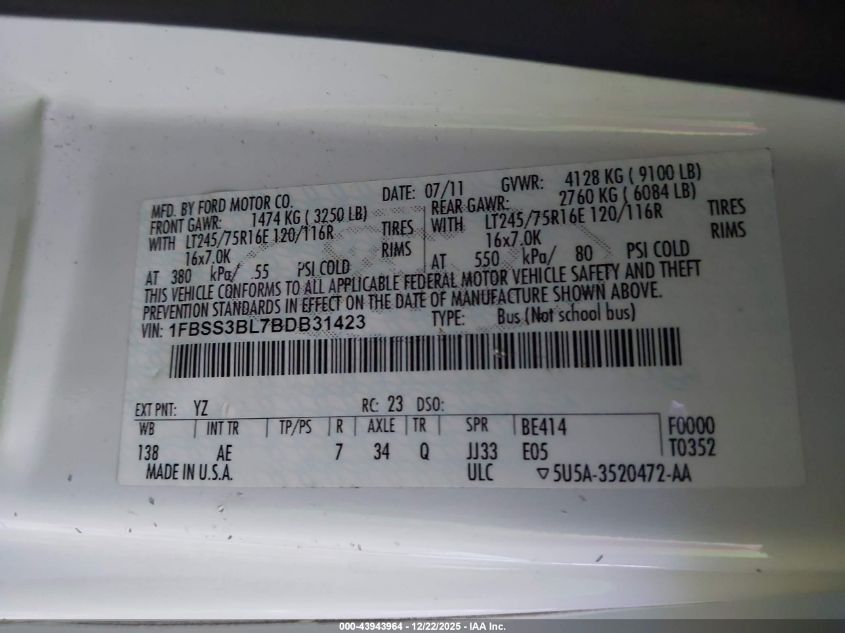 MFD. BY FORD MOTOR CO. DATE: 07/11 GVWR: 4128 KG ( 9100 LB)
FRONT GAWR: 1474 KG ( 3250 LB) REAR GAWR: 2760 KG ( 6084 LB)
WITH LT245/75R16E 120/116R TIRES WITH LT245/75R16E 120/116R TIRES
16x7.0K RIMS 16x7.0K RIMS
AT 380 kPa/ 55 PSI COLD AT 550 kPa/ 80 PSI COLD
THIS VEHICLE CONFORMS TO ALL APPLICABLE FEDERAL MOTOR VEHICLE SAFETY AND THEFT
PREVENTION STANDARDS IN EFFECT ON THE DATE OF MANUFACTURE SHOWN ABOVE.
VIN: 1FBSS3BL7BDB31423 TYPE: Bus (Not school bus)
EXT PNT: YZ RC: 23 DSO:
WB INT TR TP/PS R AXLE TR SPR BE414 F0000
138 AE 7 34 Q JJ33 E05 T0352
MADE IN U.S.A. ULC ▽5U5A-3520472-AA
000-43943964 - 12/22/2025 - IAA Inc.